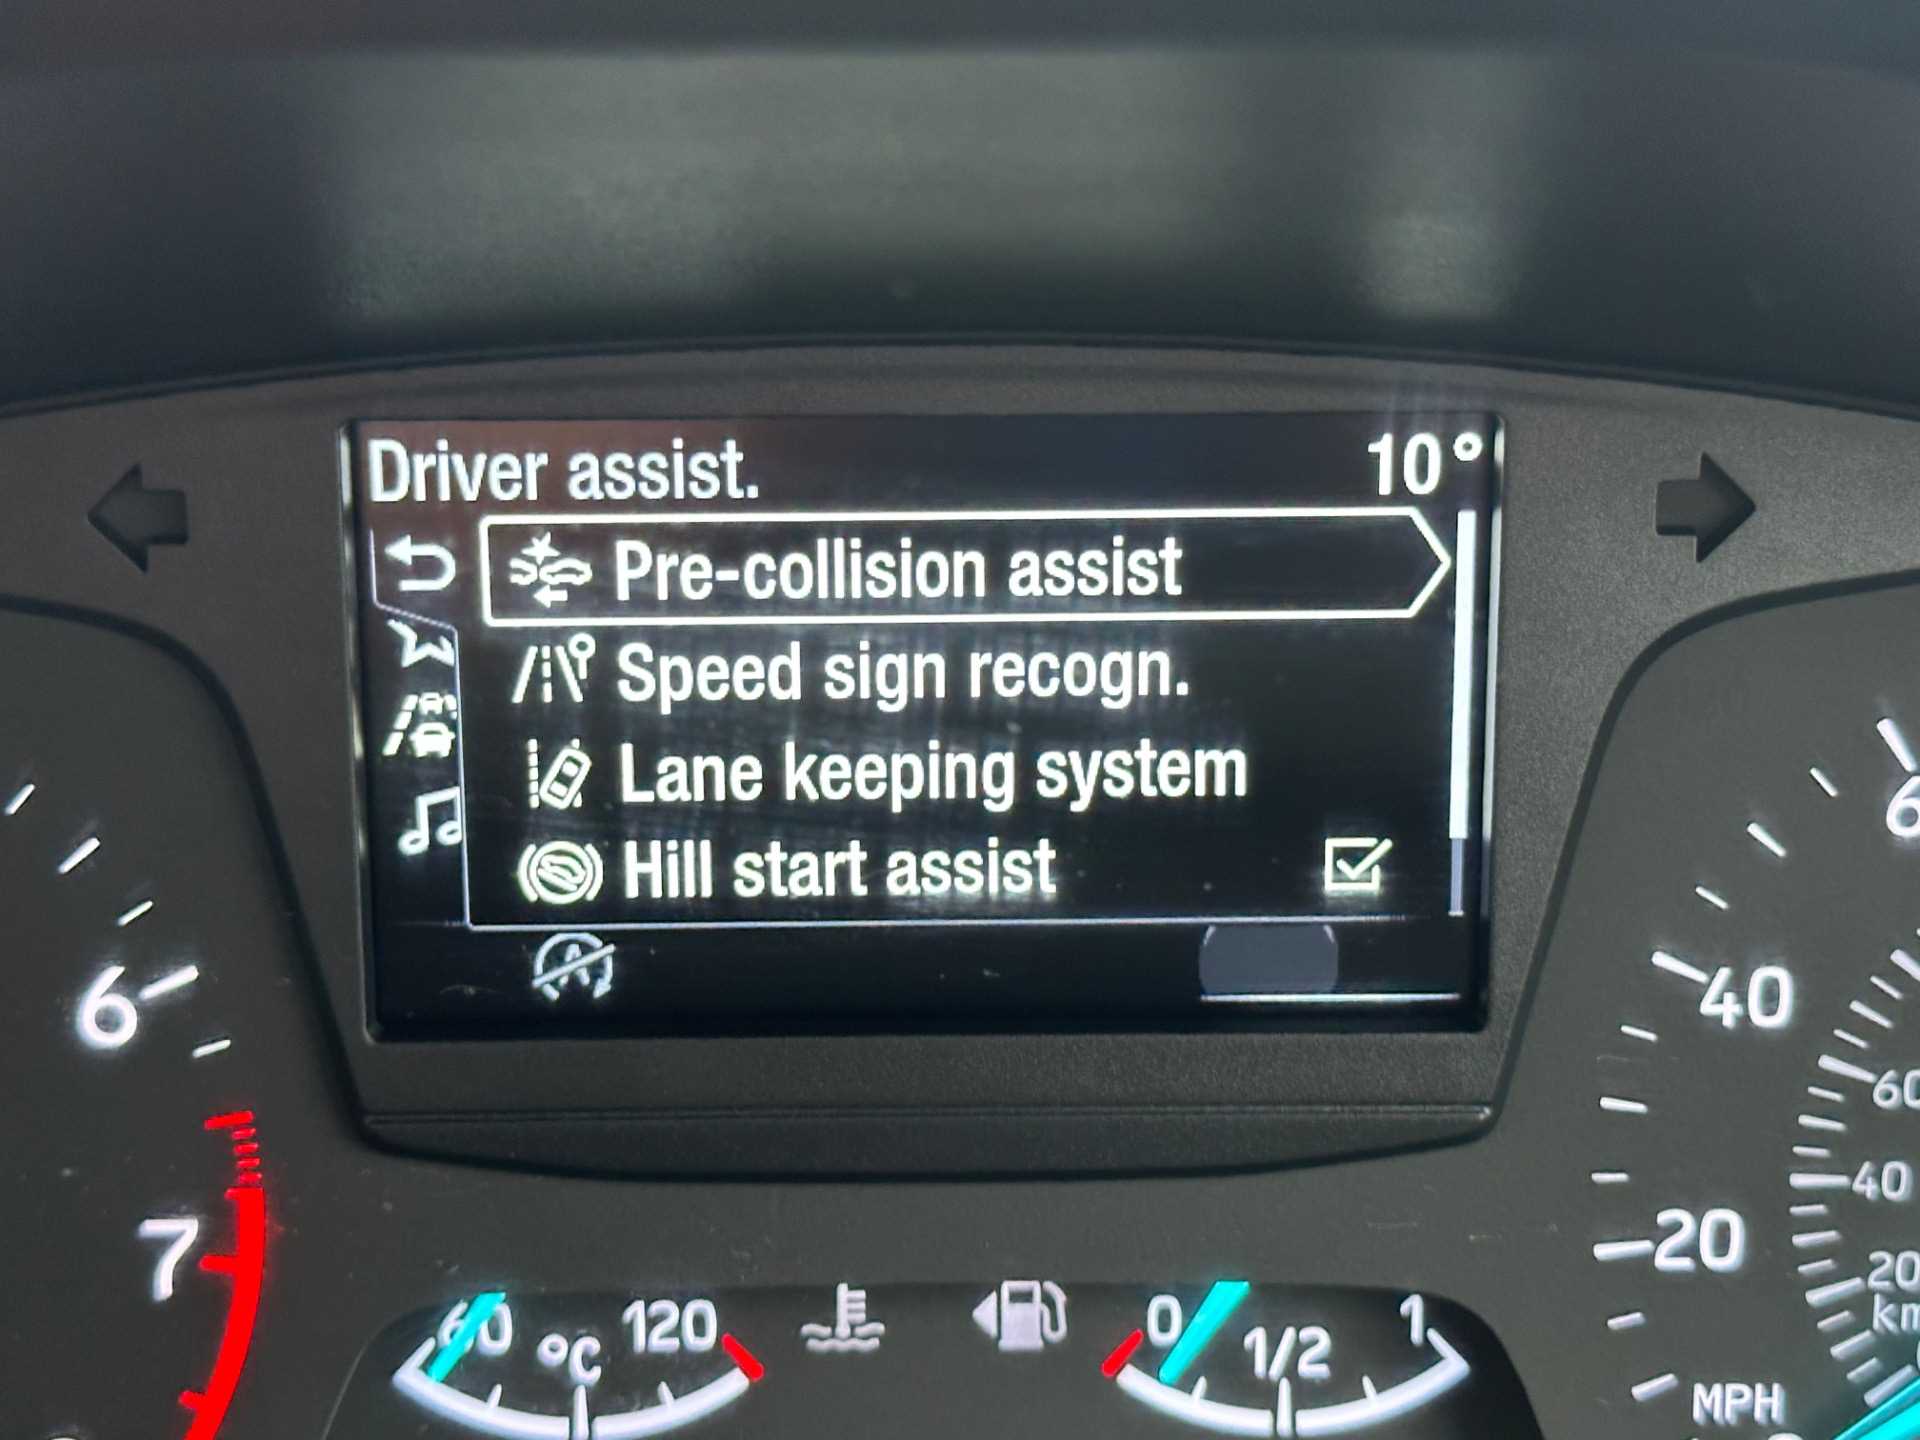 Driver assist. 10°
Pre-collision assist
Speed sign recogn.
Lane keeping system
Hill start assist
6
7
60 °C 120
0 1/2 1
40
20
MPH
60
40
20